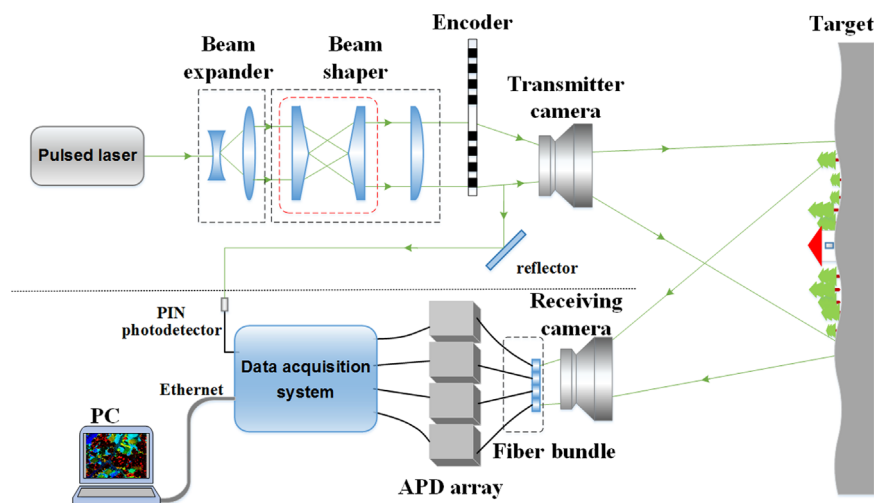 Encoder
Target
Beam
expander
Beam
shaper
Transmitter
camera
Pulsed laser
reflector
PIN
photodetector
Receiving
camera
Data acquisition
system
Ethernet
PC
Fiber bundle
APD array